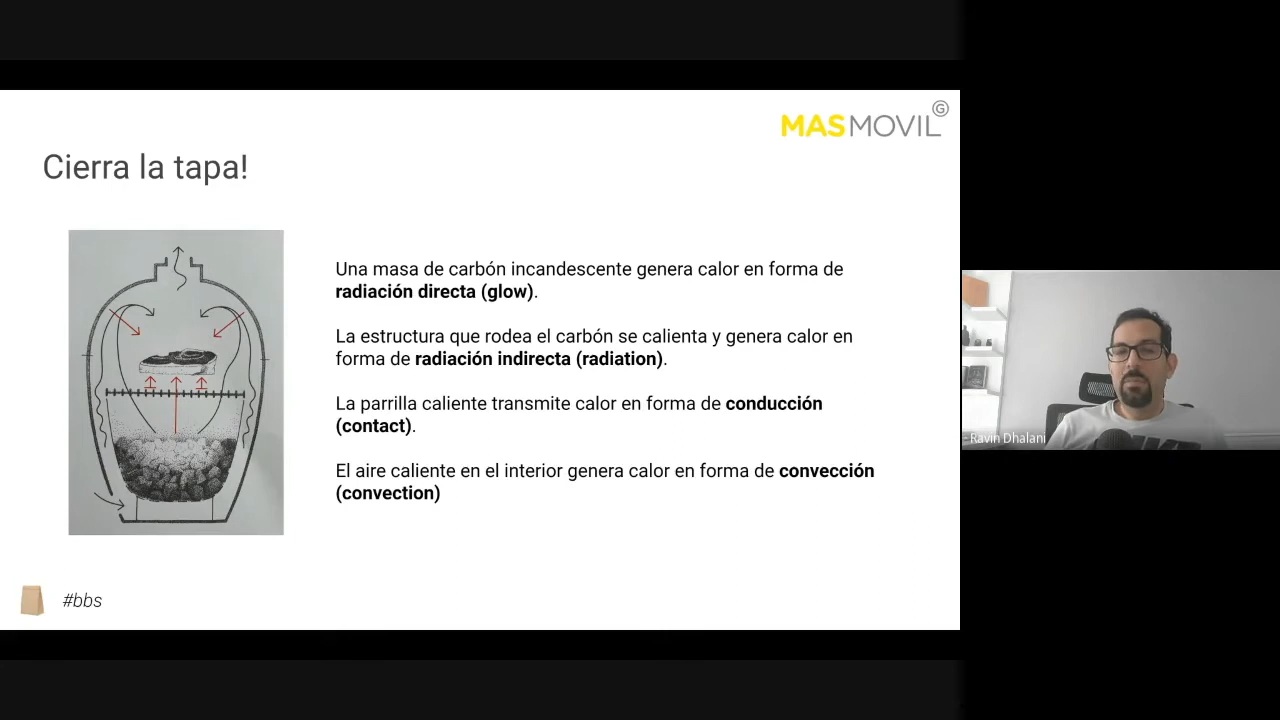 MASMOVIL G
Cierra la tapa!
Una masa de carbón incandescente genera calor en forma de
radiación directa (glow).
La estructura que rodea el carbón se calienta y genera calor en
forma de radiación indirecta (radiation).
La parrilla caliente transmite calor en forma de conducción
(contact).
El aire caliente en el interior genera calor en forma de convección
(convection)
#bbs
- Ravin Dhalani